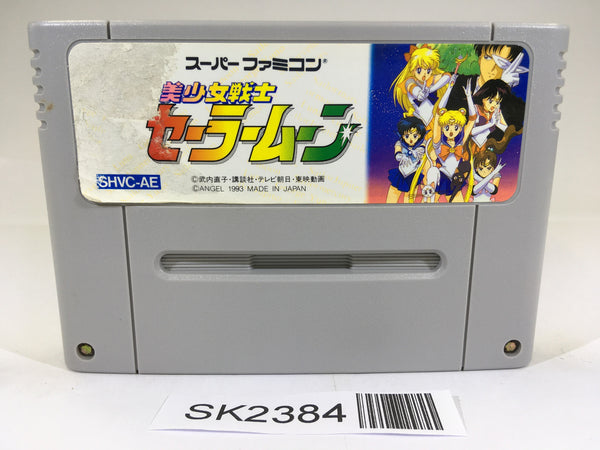 スーパーファミコン®
美少女戦士
セーラームーン
SHVC-AE
©武内直子・講談社・テレビ朝日・東映動画
©ANGEL 1993 MADE IN JAPAN
SK2384